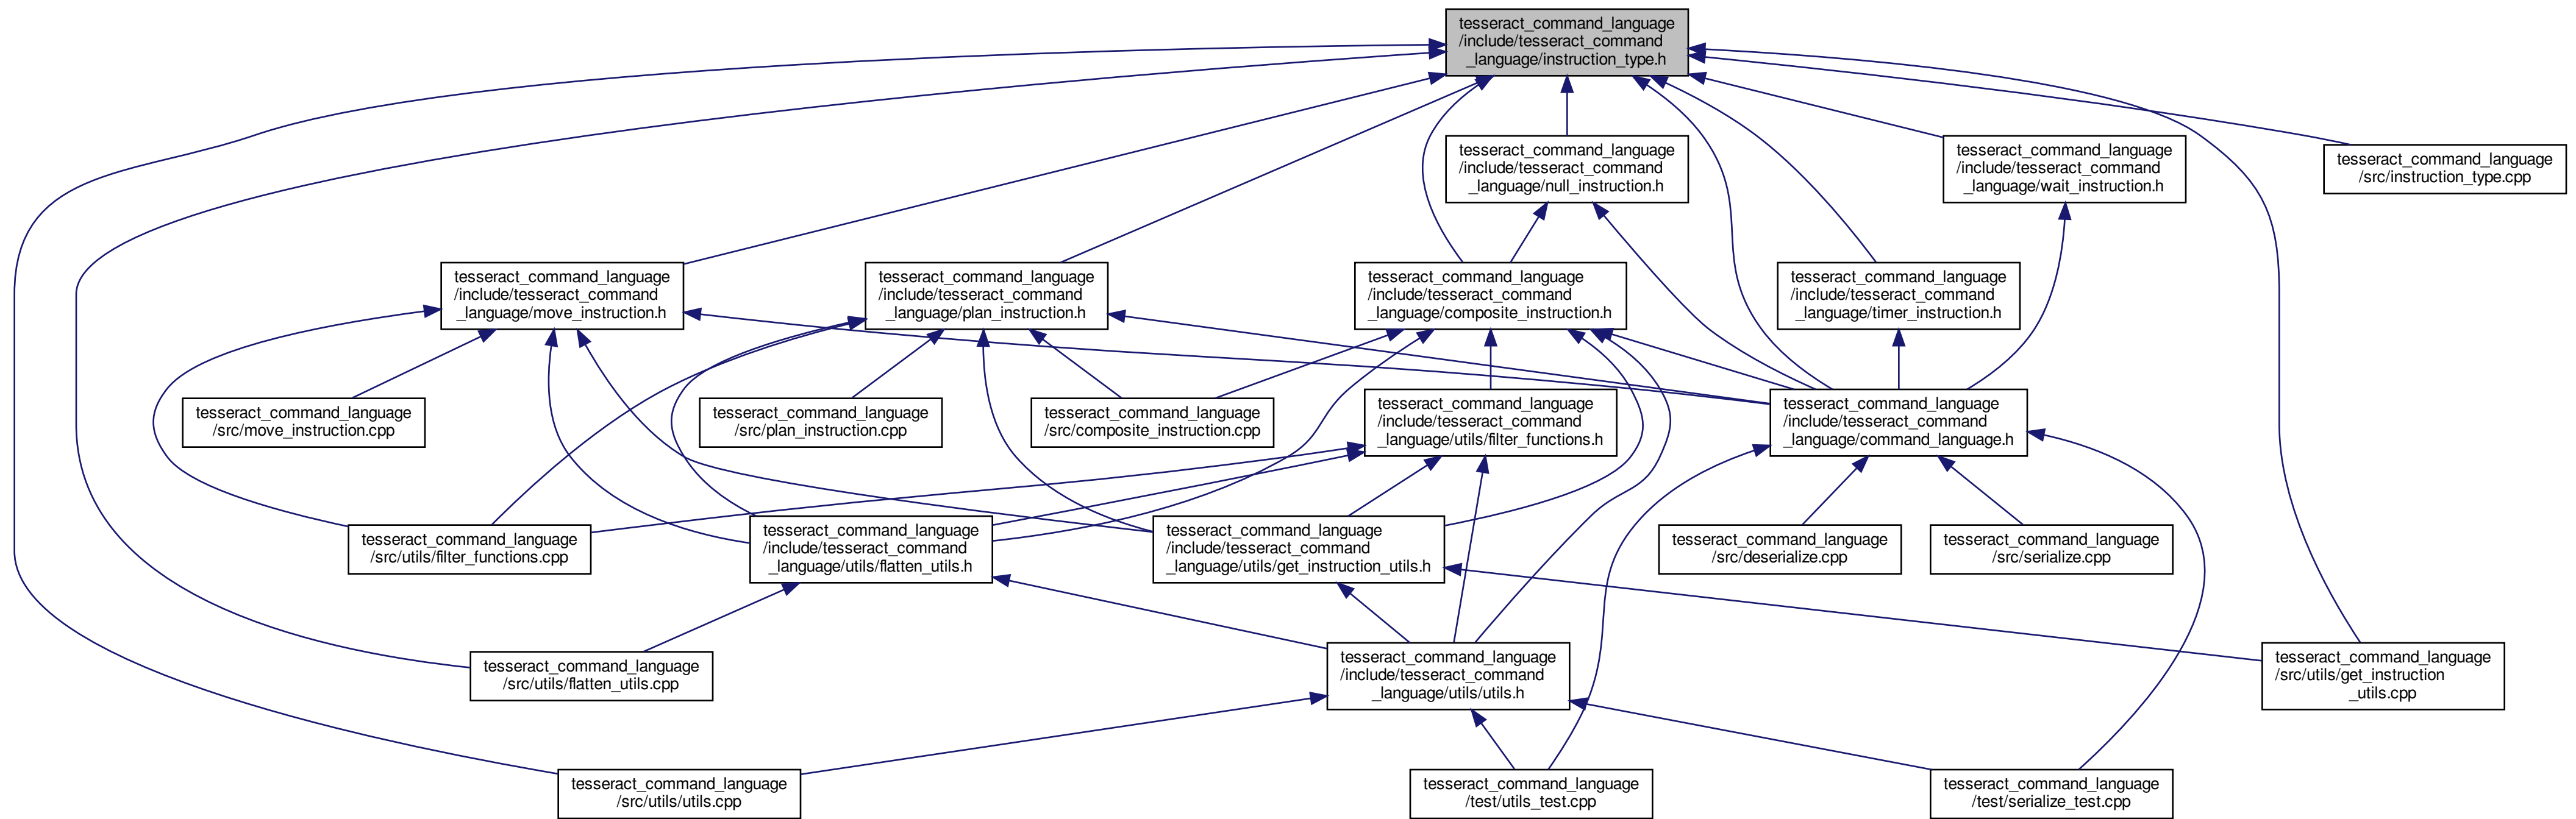 tesseract_command_language
/include/tesseract_command
_language/instruction_type.h
tesseract_command_language
/include/tesseract_command
_language/null_instruction.h
tesseract_command_language
/include/tesseract_command
_language/wait_instruction.h
tesseract_command_language
/src/instruction_type.cpp
tesseract_command_language
/include/tesseract_command
_language/move_instruction.h
tesseract_command_language
/include/tesseract_command
_language/plan_instruction.h
tesseract_command_language
/include/tesseract_command
_language/composite_instruction.h
tesseract_command_language
/include/tesseract_command
_language/timer_instruction.h
tesseract_command_language
/src/move_instruction.cpp
tesseract_command_language
/src/plan_instruction.cpp
tesseract_command_language
/src/composite_instruction.cpp
tesseract_command_language
/include/tesseract_command
_language/utils/filter_functions.h
tesseract_command_language
/include/tesseract_command
_language/command_language.h
tesseract_command_language
/src/utils/filter_functions.cpp
tesseract_command_language
/include/tesseract_command
_language/utils/flatten_utils.h
tesseract_command_language
/include/tesseract_command
_language/utils/get_instruction_utils.h
tesseract_command_language
/src/deserialize.cpp
tesseract_command_language
/src/serialize.cpp
tesseract_command_language
/src/utils/flatten_utils.cpp
tesseract_command_language
/include/tesseract_command
_language/utils/utils.h
tesseract_command_language
/src/utils/get_instruction
_utils.cpp
tesseract_command_language
/src/utils/utils.cpp
tesseract_command_language
/test/utils_test.cpp
tesseract_command_language
/test/serialize_test.cpp